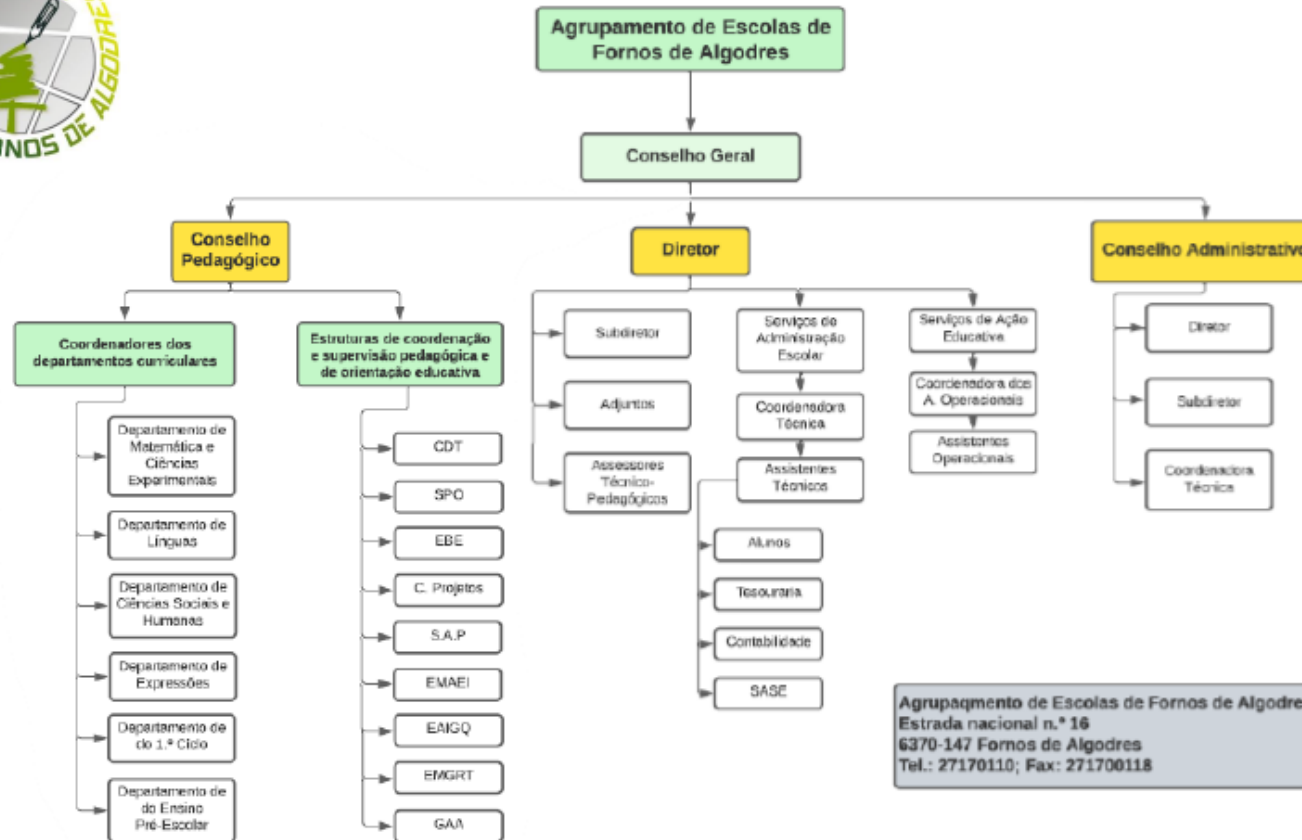 NOS DE ALGODRE
Agrupamento de Escolas de
Fornos de Algodres
Conselho Geral
Conselho
Pedagógico
Diretor
Conselho Administrativo
Coordenadores dos
departamentos curriculares
Estruturas de coordenação
e supervisão pedagógica e
de orientação educativa
Departamento de
Matemática e
Ciências
Experimentais
Departamento de
Línguas
Departamento de
Ciências Sociais e
Humanas
Departamento de
Expressões
Departamento de
do 1.º Ciclo
Departamento de
do Ensino
Pré-Escolar
CDT
SPO
EBE
C. Projetos
S.A.P
EMAEI
EAIGQ
EMGRT
GAA
Subdiretor
Adjuntos
Assessores
Técnico-
Pedagógicos
Serviços de
Administração
Escolar
Coordenadora
Técnica
Assistentes
Técnicos
Alunos
Tesouraria
Contabilidade
SASE
Serviços de Ação
Educativa
Coordenadora dos
A. Operacionais
Assistentes
Operacionais
Diretor
Subdiretor
Coordenadora
Técnica
Agrupaqmento de Escolas de Fornos de Algodre
Estrada nacional n.º 16
6370-147 Fornos de Algodres
Tel.: 27170110; Fax: 271700118